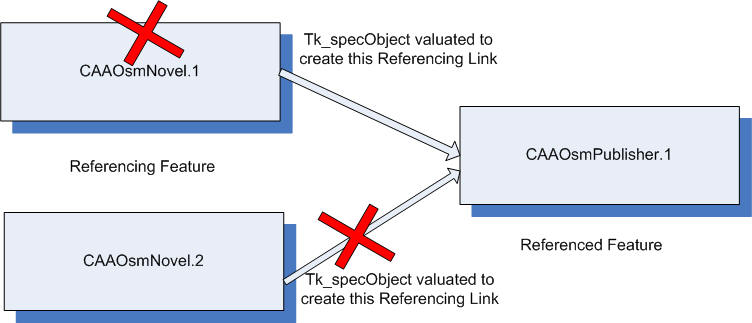 Tk_specObject valuated to
create this Referencing Link
CAAOsmNovel.1
CAAOsmPublisher.1
Referencing Feature
Referenced Feature
CAAOsmNovel.2
Tk_specObject valuated to
create this Referencing Link